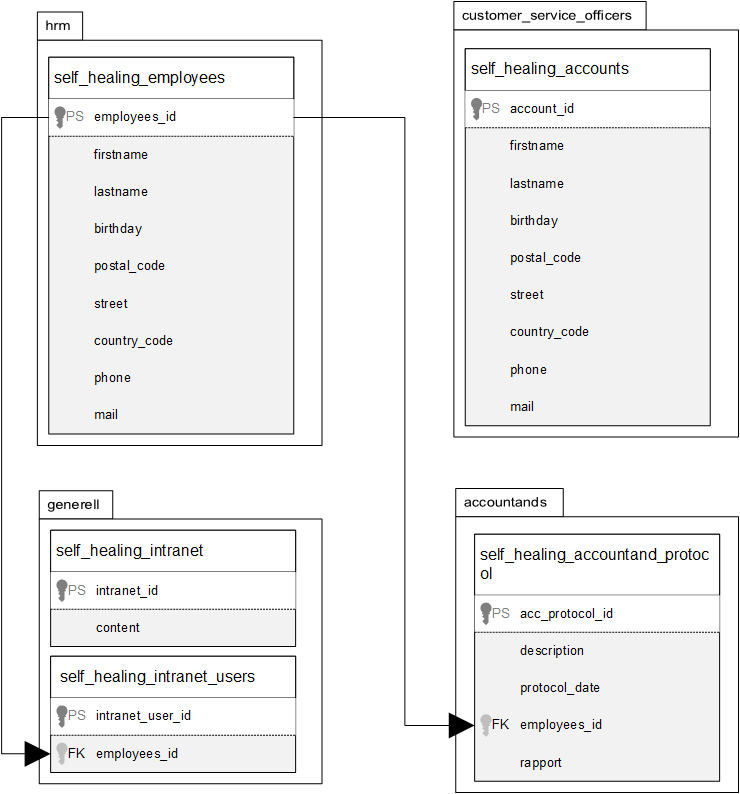 hrm
self_healing_employees
PS employees_id
firstname
lastname
birthday
postal_code
street
country_code
phone
mail
customer_service_officers
self_healing_accounts
PS account_id
firstname
lastname
birthday
postal_code
street
country_code
phone
mail
generell
self_healing_intranet
PS intranet_id
content
self_healing_intranet_users
PS intranet_user_id
FK employees_id
accountands
self_healing_accountand_protoc
ol
PS acc_protocol_id
description
protocol_date
FK employees_id
rapport